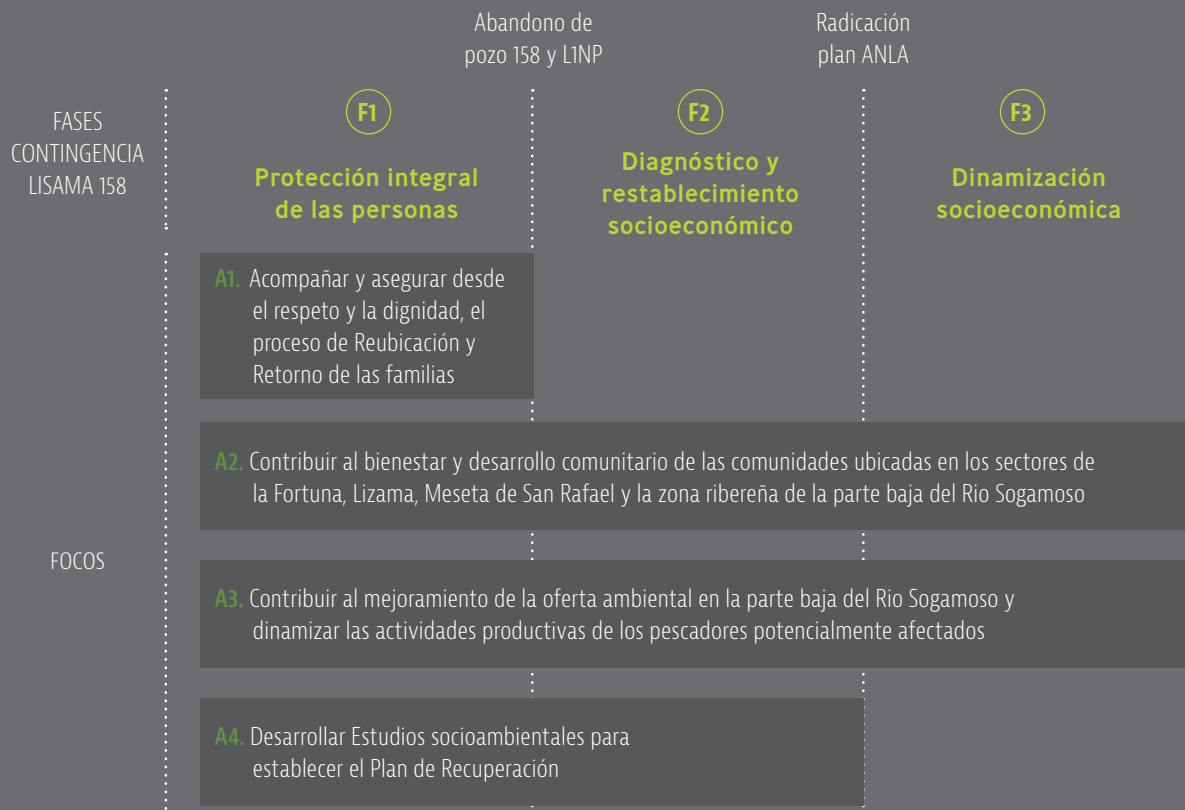 Abandono de
pozo 158 y L1NP
Radicación
plan ANLA
FASES
CONTINGENCIA
LISAMA 158
F1
Protección integral
de las personas
F2
Diagnóstico y
restablecimiento
socioeconómico
F3
Dinamización
socioeconómica
FOCOS
A1. Acompañar y asegurar desde
el respeto y la dignidad, el
proceso de Reubicación y
Retorno de las familias
A2. Contribuir al bienestar y desarrollo comunitario de las comunidades ubicadas en los sectores de
la Fortuna, Lizama, Meseta de San Rafael y la zona ribereña de la parte baja del Rio Sogamoso
A3. Contribuir al mejoramiento de la oferta ambiental en la parte baja del Rio Sogamoso y
dinamizar las actividades productivas de los pescadores potencialmente afectados
A4. Desarrollar Estudios socioambientales para
establecer el Plan de Recuperación